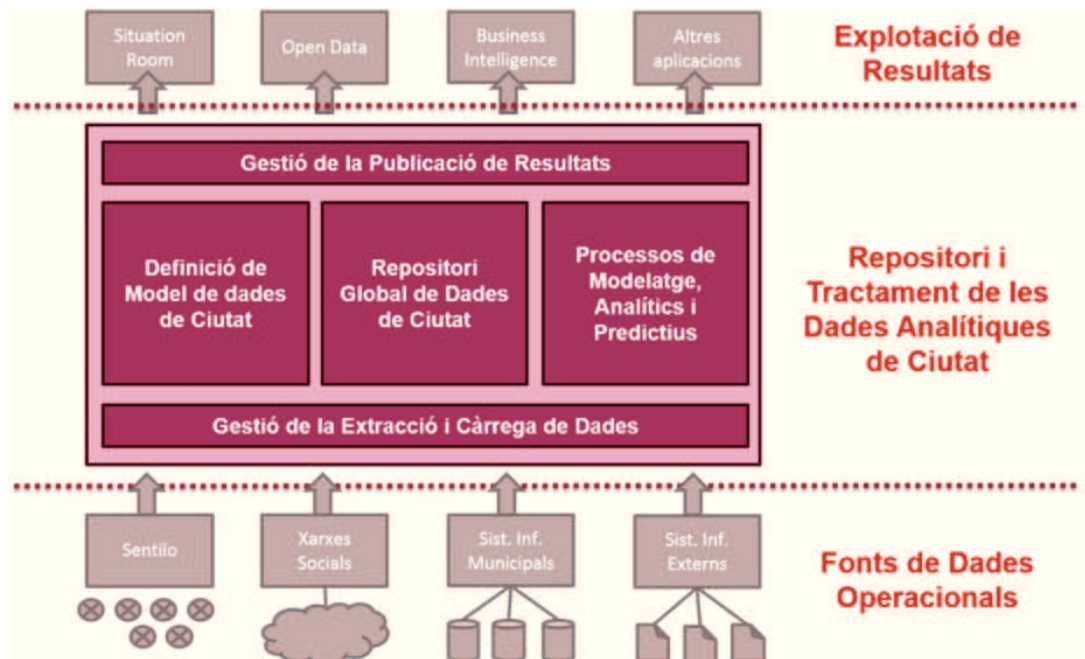 Situation
Room
Open Data
Business
Intelligence
Altres
aplicacions
Explotació de
Resultats
Gestió de la Publicació de Resultats
Definició de
Model de dades
de Ciutat
Repositori
Global de Dades
de Ciutat
Processos de
Modelatge,
Analítics i
Predictius
Repositori i
Tractament de les
Dades Analítiques
de Ciutat
Gestió de la Extracció i Càrrega de Dades
Sentilo
Xarxes
Socials
Sist. Inf.
Municipals
Sist. Inf.
Externs
Fonts de Dades
Operacionals